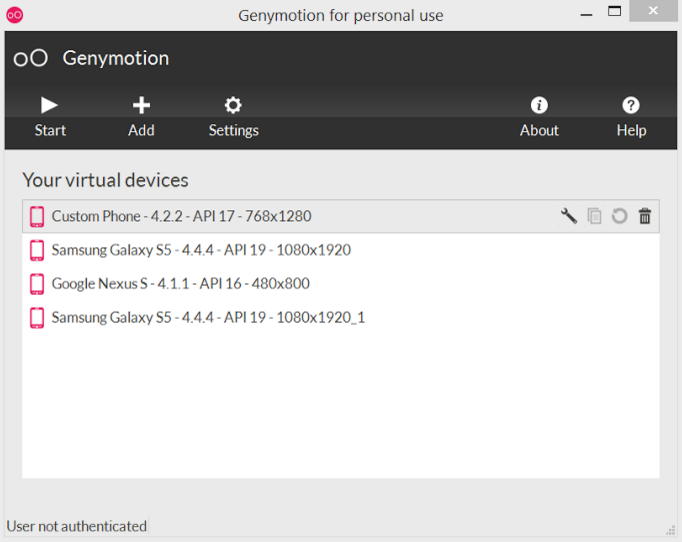 Genymotion for personal use
Genymotion
Start Add Settings About Help
Your virtual devices
Custom Phone - 4.2.2 - API 17 - 768x1280
Samsung Galaxy S5 - 4.4.4 - API 19 - 1080x1920
Google Nexus S - 4.1.1 - API 16 - 480x800
Samsung Galaxy S5 - 4.4.4 - API 19 - 1080x1920_1
User not authenticated